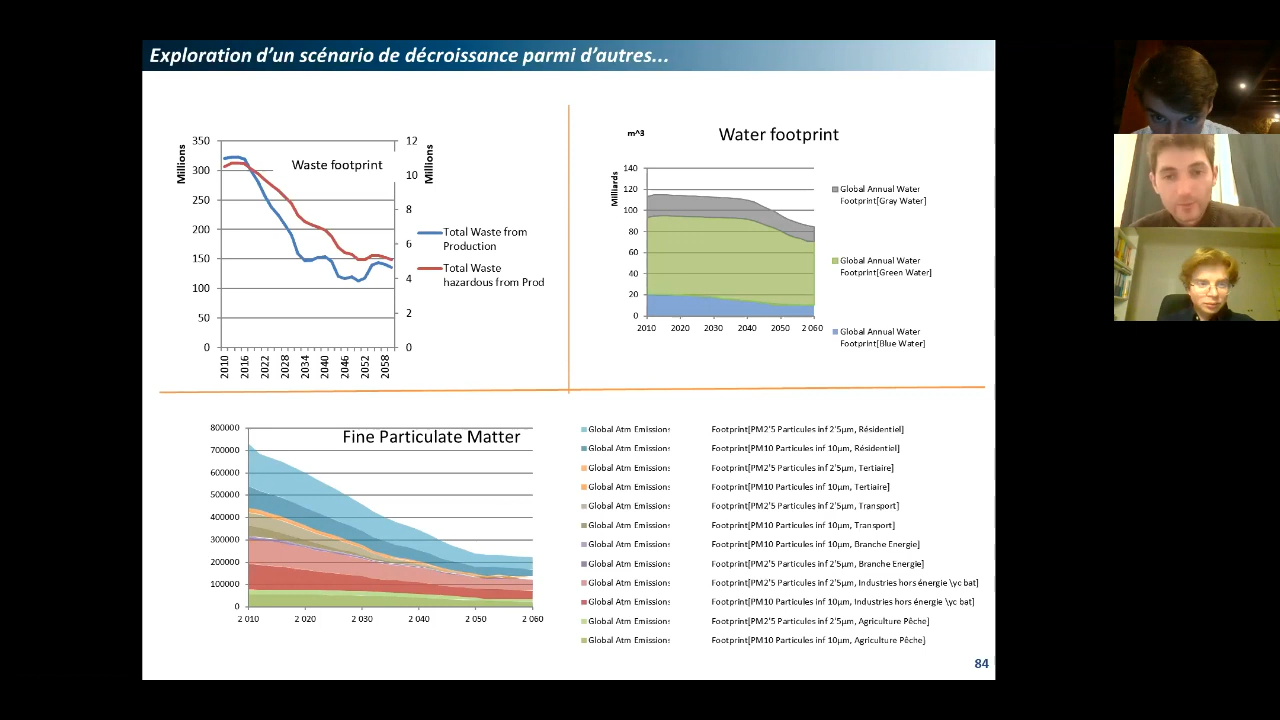 Exploration d'un scénario de décroissance parmi d'autres...
Waste footprint
Millions
Millions
350
300
250
200
150
100
50
0
12
10
8
6
4
2
0
2010
2016
2022
2028
2034
2040
2046
2052
2058
Total Waste from
Production
Total Waste
hazardous from Prod
m^3
Water footprint
Milliards
140
120
100
80
60
40
20
0
2010
2020
2030
2040
2050
2 060
Global Annual Water
Footprint[Gray Water]
Global Annual Water
Footprint[Green Water]
Global Annual Water
Footprint[Blue Water]
Fine Particulate Matter
800000
700000
600000
500000
400000
300000
200000
100000
0
2 010
2 020
2 030
2 040
2 050
2 060
Global Atm Emissions Footprint[PM2'5 Particules inf 2'5µm, Résidentiel]
Global Atm Emissions Footprint[PM10 Particules inf 10µm, Résidentiel]
Global Atm Emissions Footprint[PM2'5 Particules inf 2'5µm, Tertiaire]
Global Atm Emissions Footprint[PM10 Particules inf 10µm, Tertiaire]
Global Atm Emissions Footprint[PM2'5 Particules inf 2'5µm, Transport]
Global Atm Emissions Footprint[PM10 Particules inf 10µm, Transport]
Global Atm Emissions Footprint[PM10 Particules inf 10µm, Branche Energie]
Global Atm Emissions Footprint[PM2'5 Particules inf 2'5µm, Branche Energie]
Global Atm Emissions Footprint[PM2'5 Particules inf 2'5µm, Industries hors énergie \yc bat]
Global Atm Emissions Footprint[PM10 Particules inf 10µm, Industries hors énergie \yc bat]
Global Atm Emissions Footprint[PM2'5 Particules inf 2'5µm, Agriculture Pêche]
Global Atm Emissions Footprint[PM10 Particules inf 10µm, Agriculture Pêche]
84